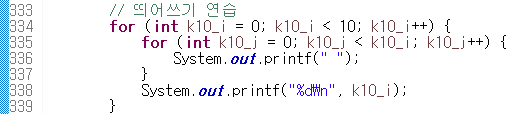 333 // 띄어쓰기 연습
334 for (int k10_i = 0; k10_i < 10; k10_i++) {
335 for (int k10_j = 0; k10_j < k10_i; k10_j++) {
336 System.out.printf(" ");
337 }
338 System.out.printf("%d₩n", k10_i);
339 }